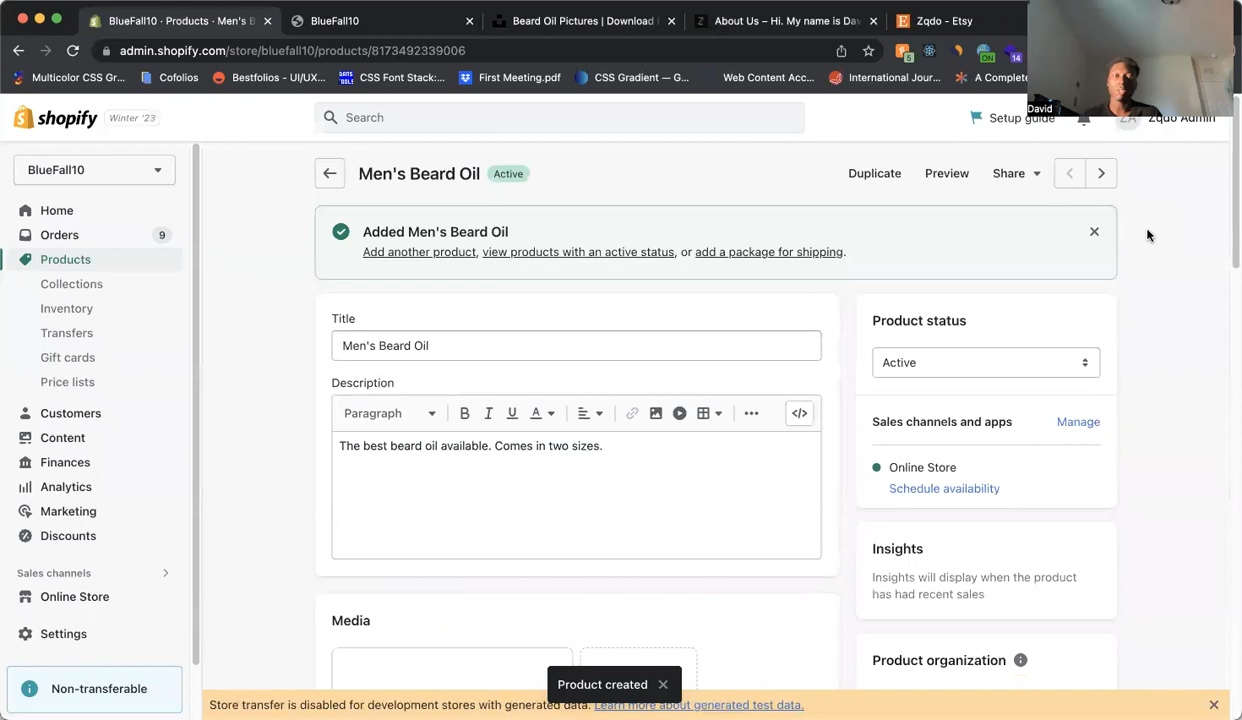 BlueFall10 · Products · Men's B
BlueFall10
Beard Oil Pictures | Download
About Us – Hi. My name is Dav
Zqdo - Etsy
admin.shopify.com/store/bluefall10/products/8173492339006
5
ON
14
Multicolor CSS Gr...
Cofolios
Bestfolios - UI/UX...
CSS Font Stack:...
First Meeting.pdf
CSS Gradient — G...
Web Content Acc...
International Jour...
A Complete
David
shopify
Winter '23
Search
Setup guide
ZA
Zqdo Admin
BlueFall10
Home
Orders
9
Products
Collections
Inventory
Transfers
Gift cards
Price lists
Customers
Content
Finances
Analytics
Marketing
Discounts
Sales channels
Online Store
Settings
Non-transferable
Men's Beard Oil
Active
Duplicate
Preview
Share
Added Men's Beard Oil
Add another product, view products with an active status, or add a package for shipping.
Title
Men's Beard Oil
Description
Paragraph
B
I
U
A
The best beard oil available. Comes in two sizes.
Media
Product status
Active
Sales channels and apps
Manage
Online Store
Schedule availability
Insights
Insights will display when the product
has had recent sales
Product organization
Product created
Store transfer is disabled for development stores with generated data. Learn more about generated test data.